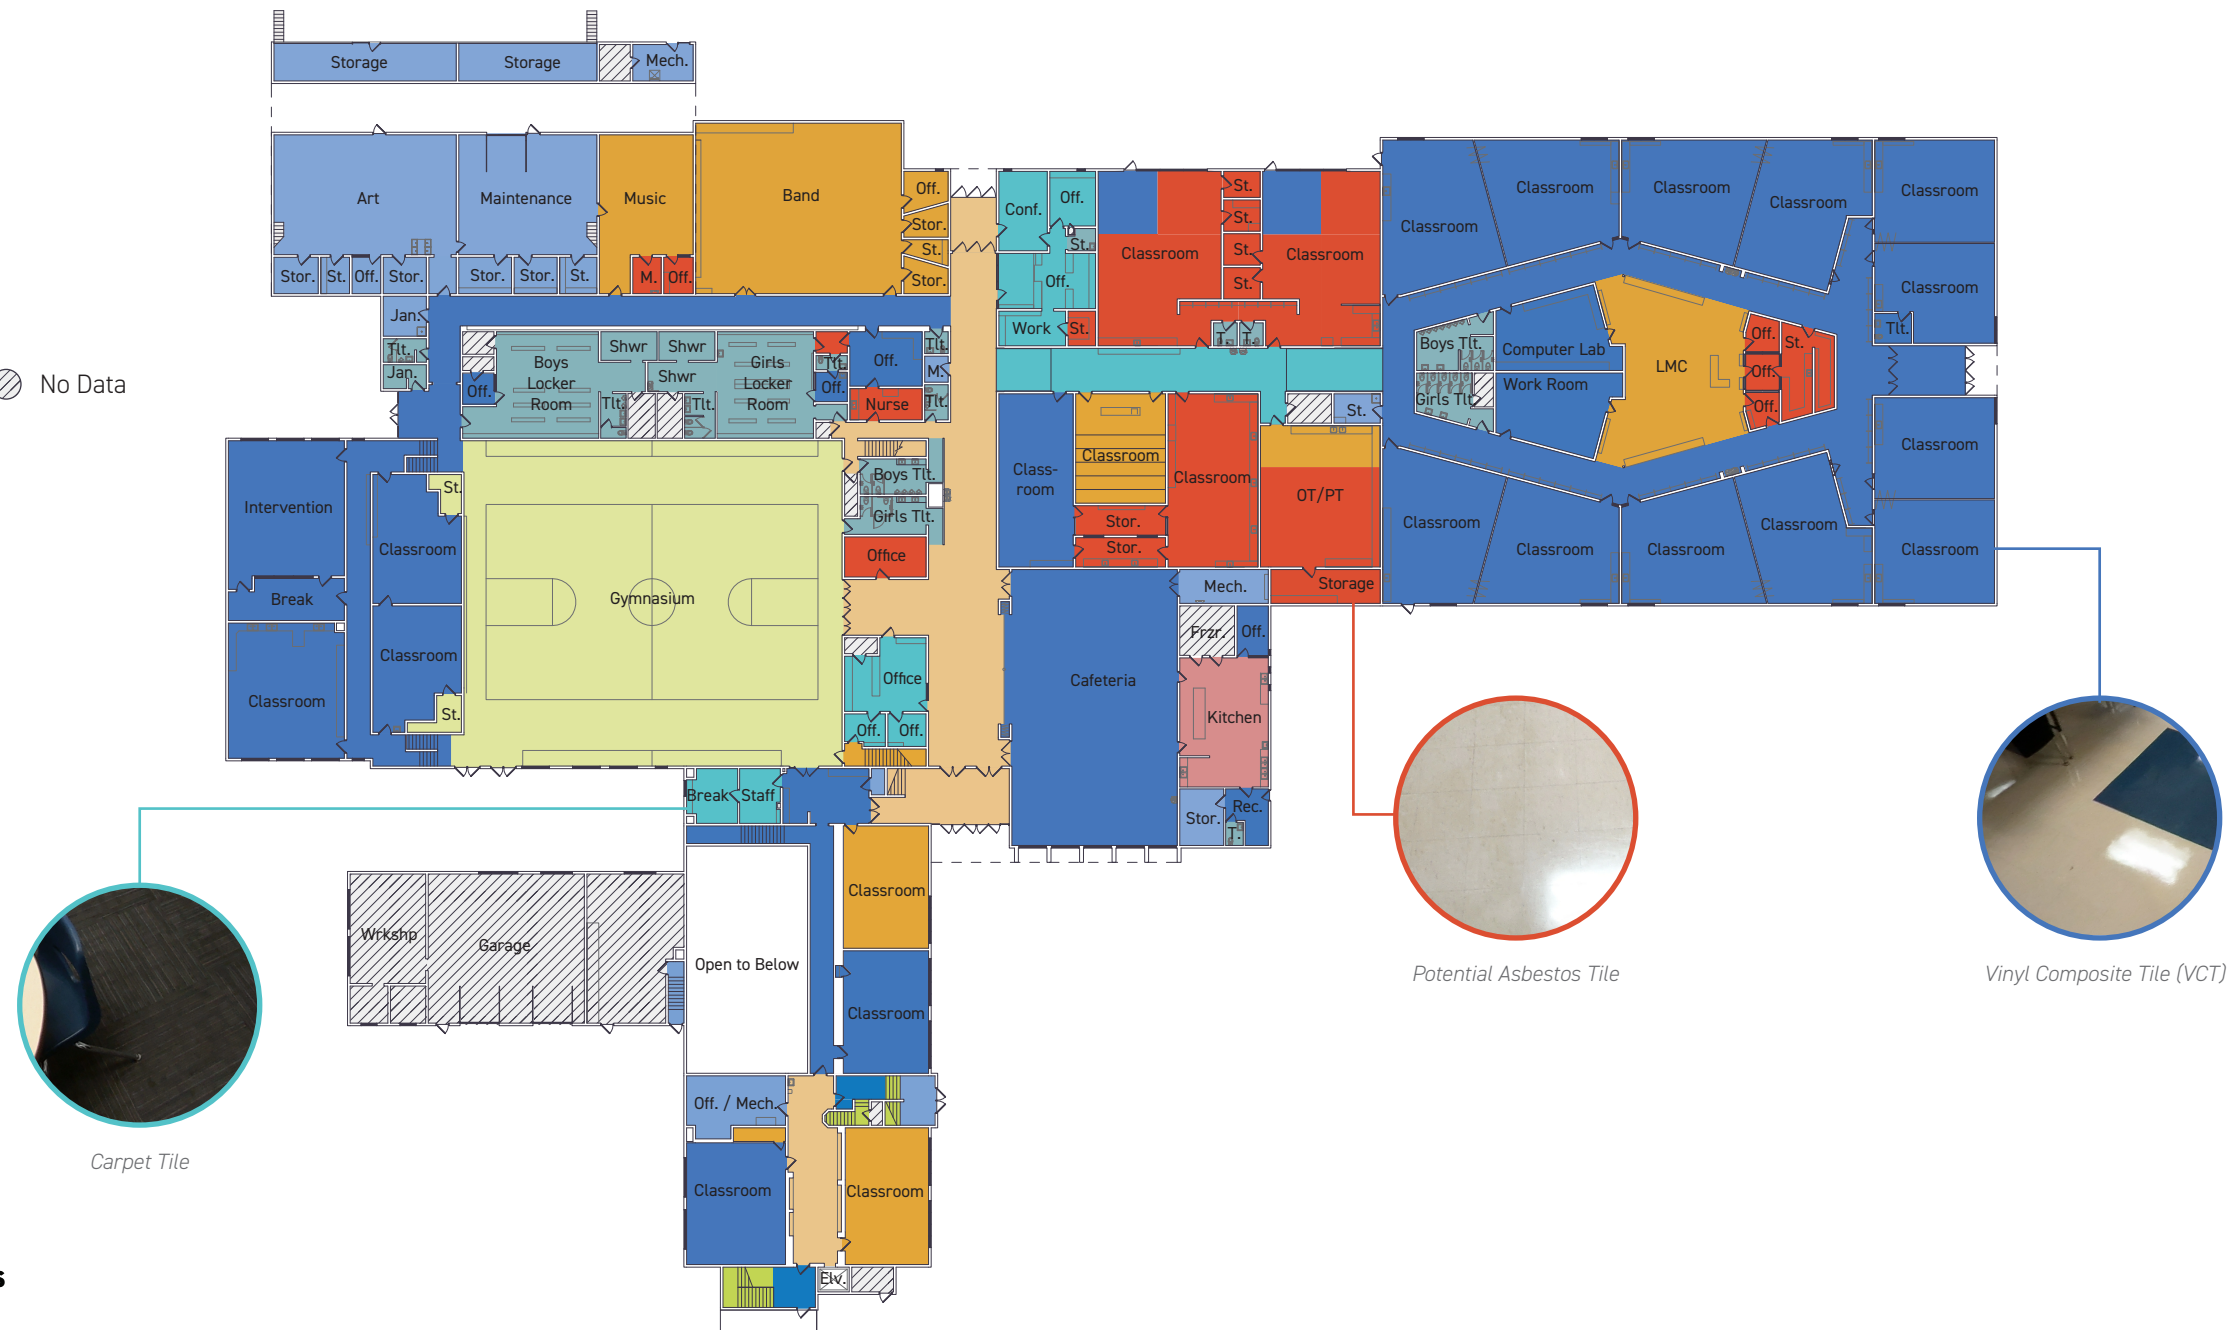 Storage
Storage
Mech.
Art
Maintenance
Music
Band
Off.
Stor.
St.
Stor.
Stor.
St.
Off.
Stor.
Stor.
Stor.
St.
M.
Off.
Jan.
Tlt.
Jan.
No Data
Boys
Locker
Room
Shwr
Shwr
Shwr
Girls
Locker
Room
Off.
Tlt.
Tlt.
Tlt.
Off.
Off.
Nurse
Tlt.
M.
Tlt.
Conf.
Off.
St.
Off.
Work
St.
Classroom
St.
St.
St.
St.
Classroom
T.
T.
Classroom
Classroom
Classroom
Classroom
Classroom
Classroom
Tlt.
Boys Tlt.
Girls Tlt.
Computer Lab
Work Room
LMC
Off.
Off.
Off.
St.
Class-
room
Classroom
Stor.
Stor.
Classroom
St.
OT/PT
Storage
Classroom
Classroom
Classroom
Classroom
Classroom
Classroom
Intervention
Break
Classroom
Classroom
Classroom
St.
St.
Gymnasium
Boys Tlt.
Girls Tlt.
Office
Office
Off.
Off.
Break
Staff
Cafeteria
Mech.
Frzr.
Off.
Kitchen
Stor.
Rec.
T.
Wrkshp
Garage
Open to Below
Classroom
Classroom
Off. / Mech.
Classroom
Classroom
Elv.
Carpet Tile
Potential Asbestos Tile
Vinyl Composite Tile (VCT)
s